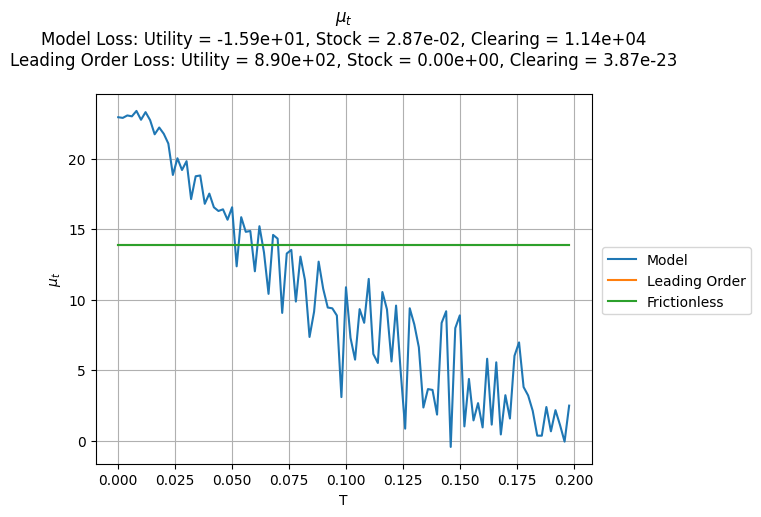 μ_t
Model Loss: Utility = -1.59e+01, Stock = 2.87e-02, Clearing = 1.14e+04
Leading Order Loss: Utility = 8.90e+02, Stock = 0.00e+00, Clearing = 3.87e-23
20
15
10
5
0
μ_t
0.000 0.025 0.050 0.075 0.100 0.125 0.150 0.175 0.200
T
Model
Leading Order
Frictionless